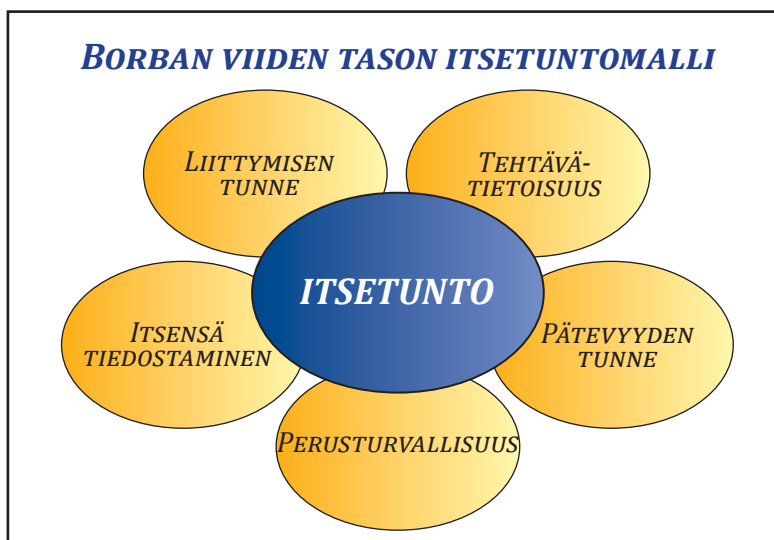 BORBAN VIIDEN TASON ITSETUNTOMALLI
LIITTYMISEN
TUNNE
TEHTÄVÄ-
TIETOISUUS
ITSETUNTO
ITSENSÄ
TIEDOSTAMINEN
PÄTEVYYDEN
TUNNE
PERUSTURVALLISUUS